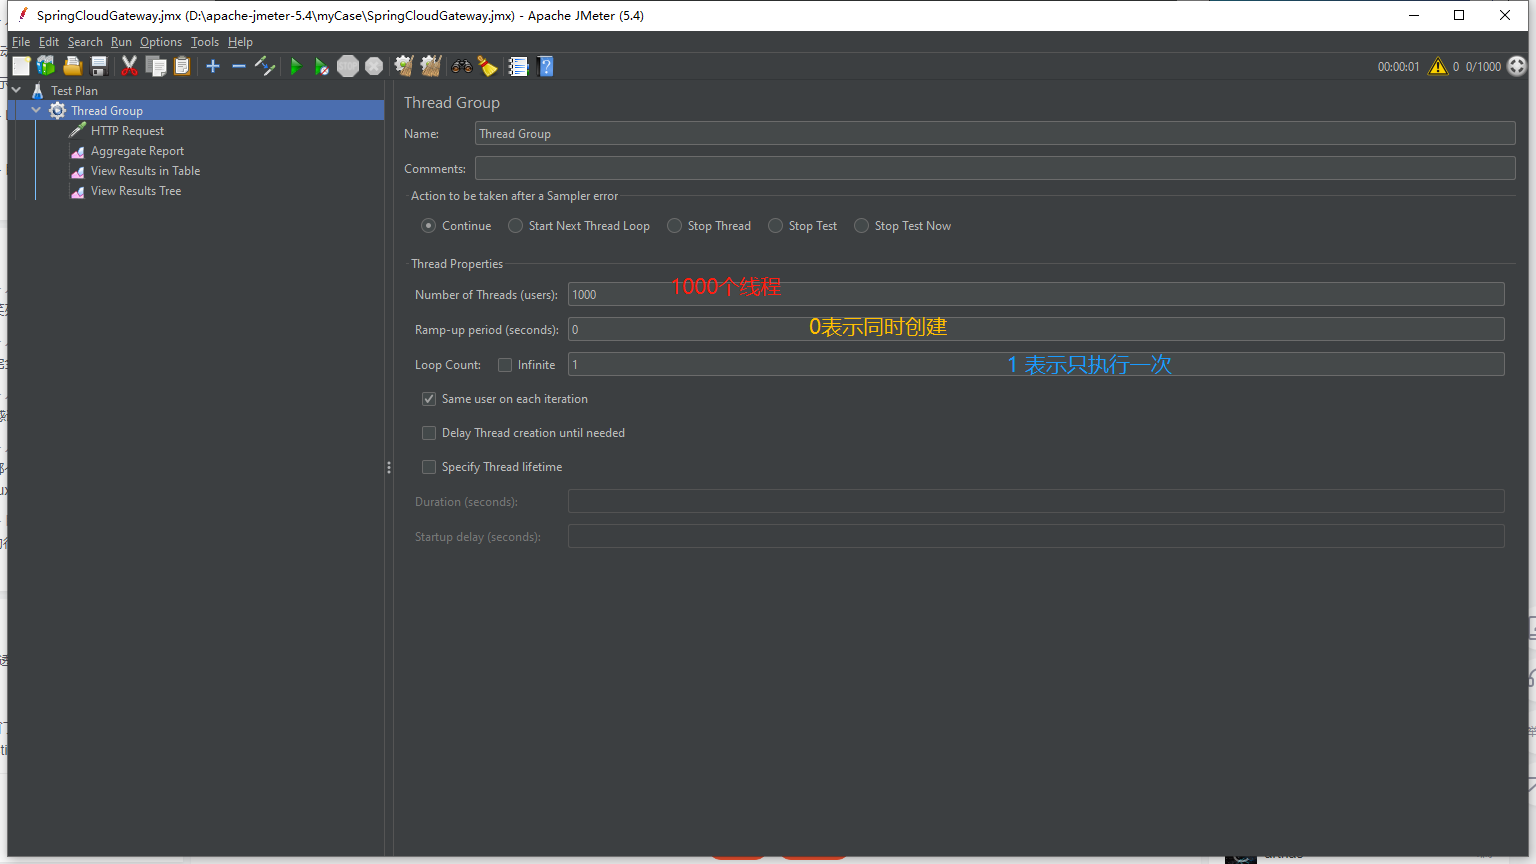 SpringCloudGateway.jmx (D:\apache-jmeter-5.4\myCase\SpringCloudGateway.jmx) - Apache JMeter (5.4)
File Edit Search Run Options Tools Help
00:00:01 0 0/1000
Test Plan
Thread Group
HTTP Request
Aggregate Report
View Results in Table
View Results Tree
Thread Group
Name: Thread Group
Comments:
Action to be taken after a Sampler error
Continue Start Next Thread Loop Stop Thread Stop Test Stop Test Now
Thread Properties
Number of Threads (users): 1000 1000个线程
Ramp-up period (seconds): 0 0表示同时创建
Loop Count: Infinite 1 1 表示只执行一次
Same user on each iteration
Delay Thread creation until needed
Specify Thread lifetime
Duration (seconds):
Startup delay (seconds):